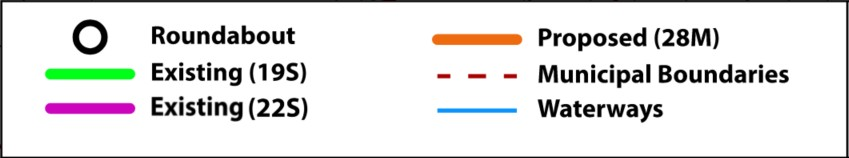 Roundabout
Existing (19S)
Existing (22S)
Proposed (28M)
Municipal Boundaries
Waterways